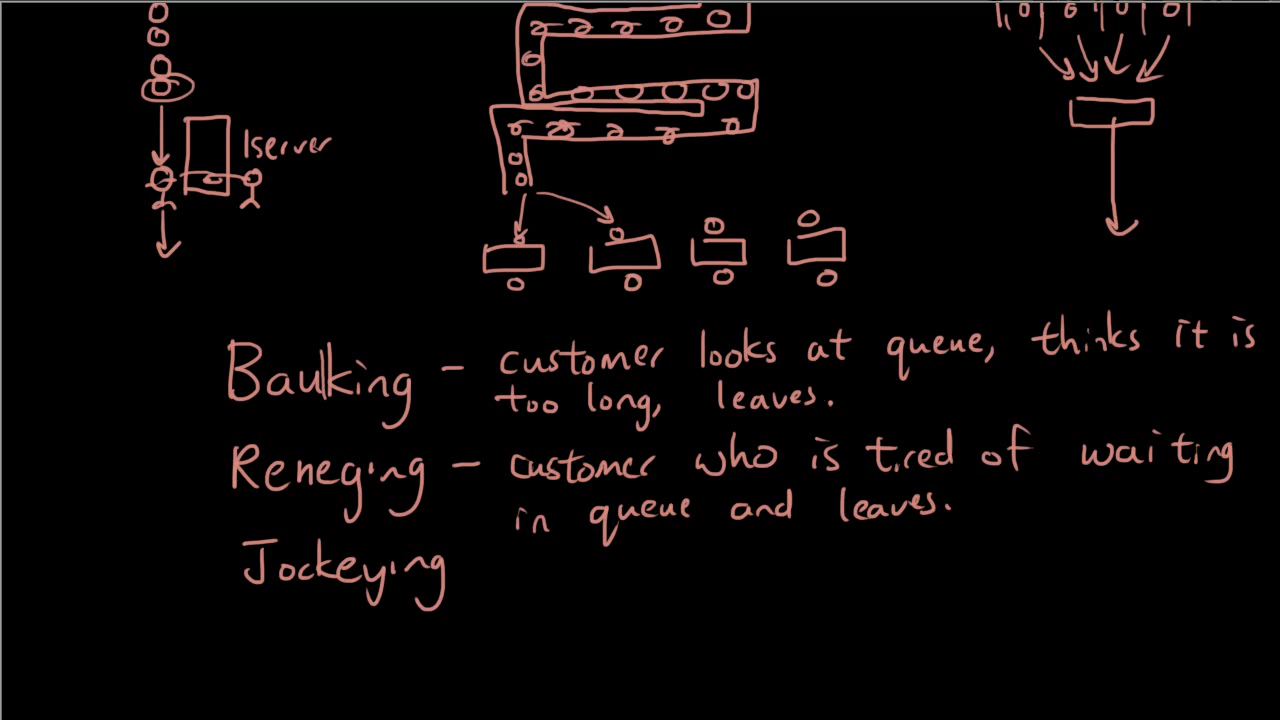 1server
Baulking - customer looks at queue, thinks it is
too long, leaves.
Reneging - customer who is tired of waiting
in queue and leaves.
Jockeying